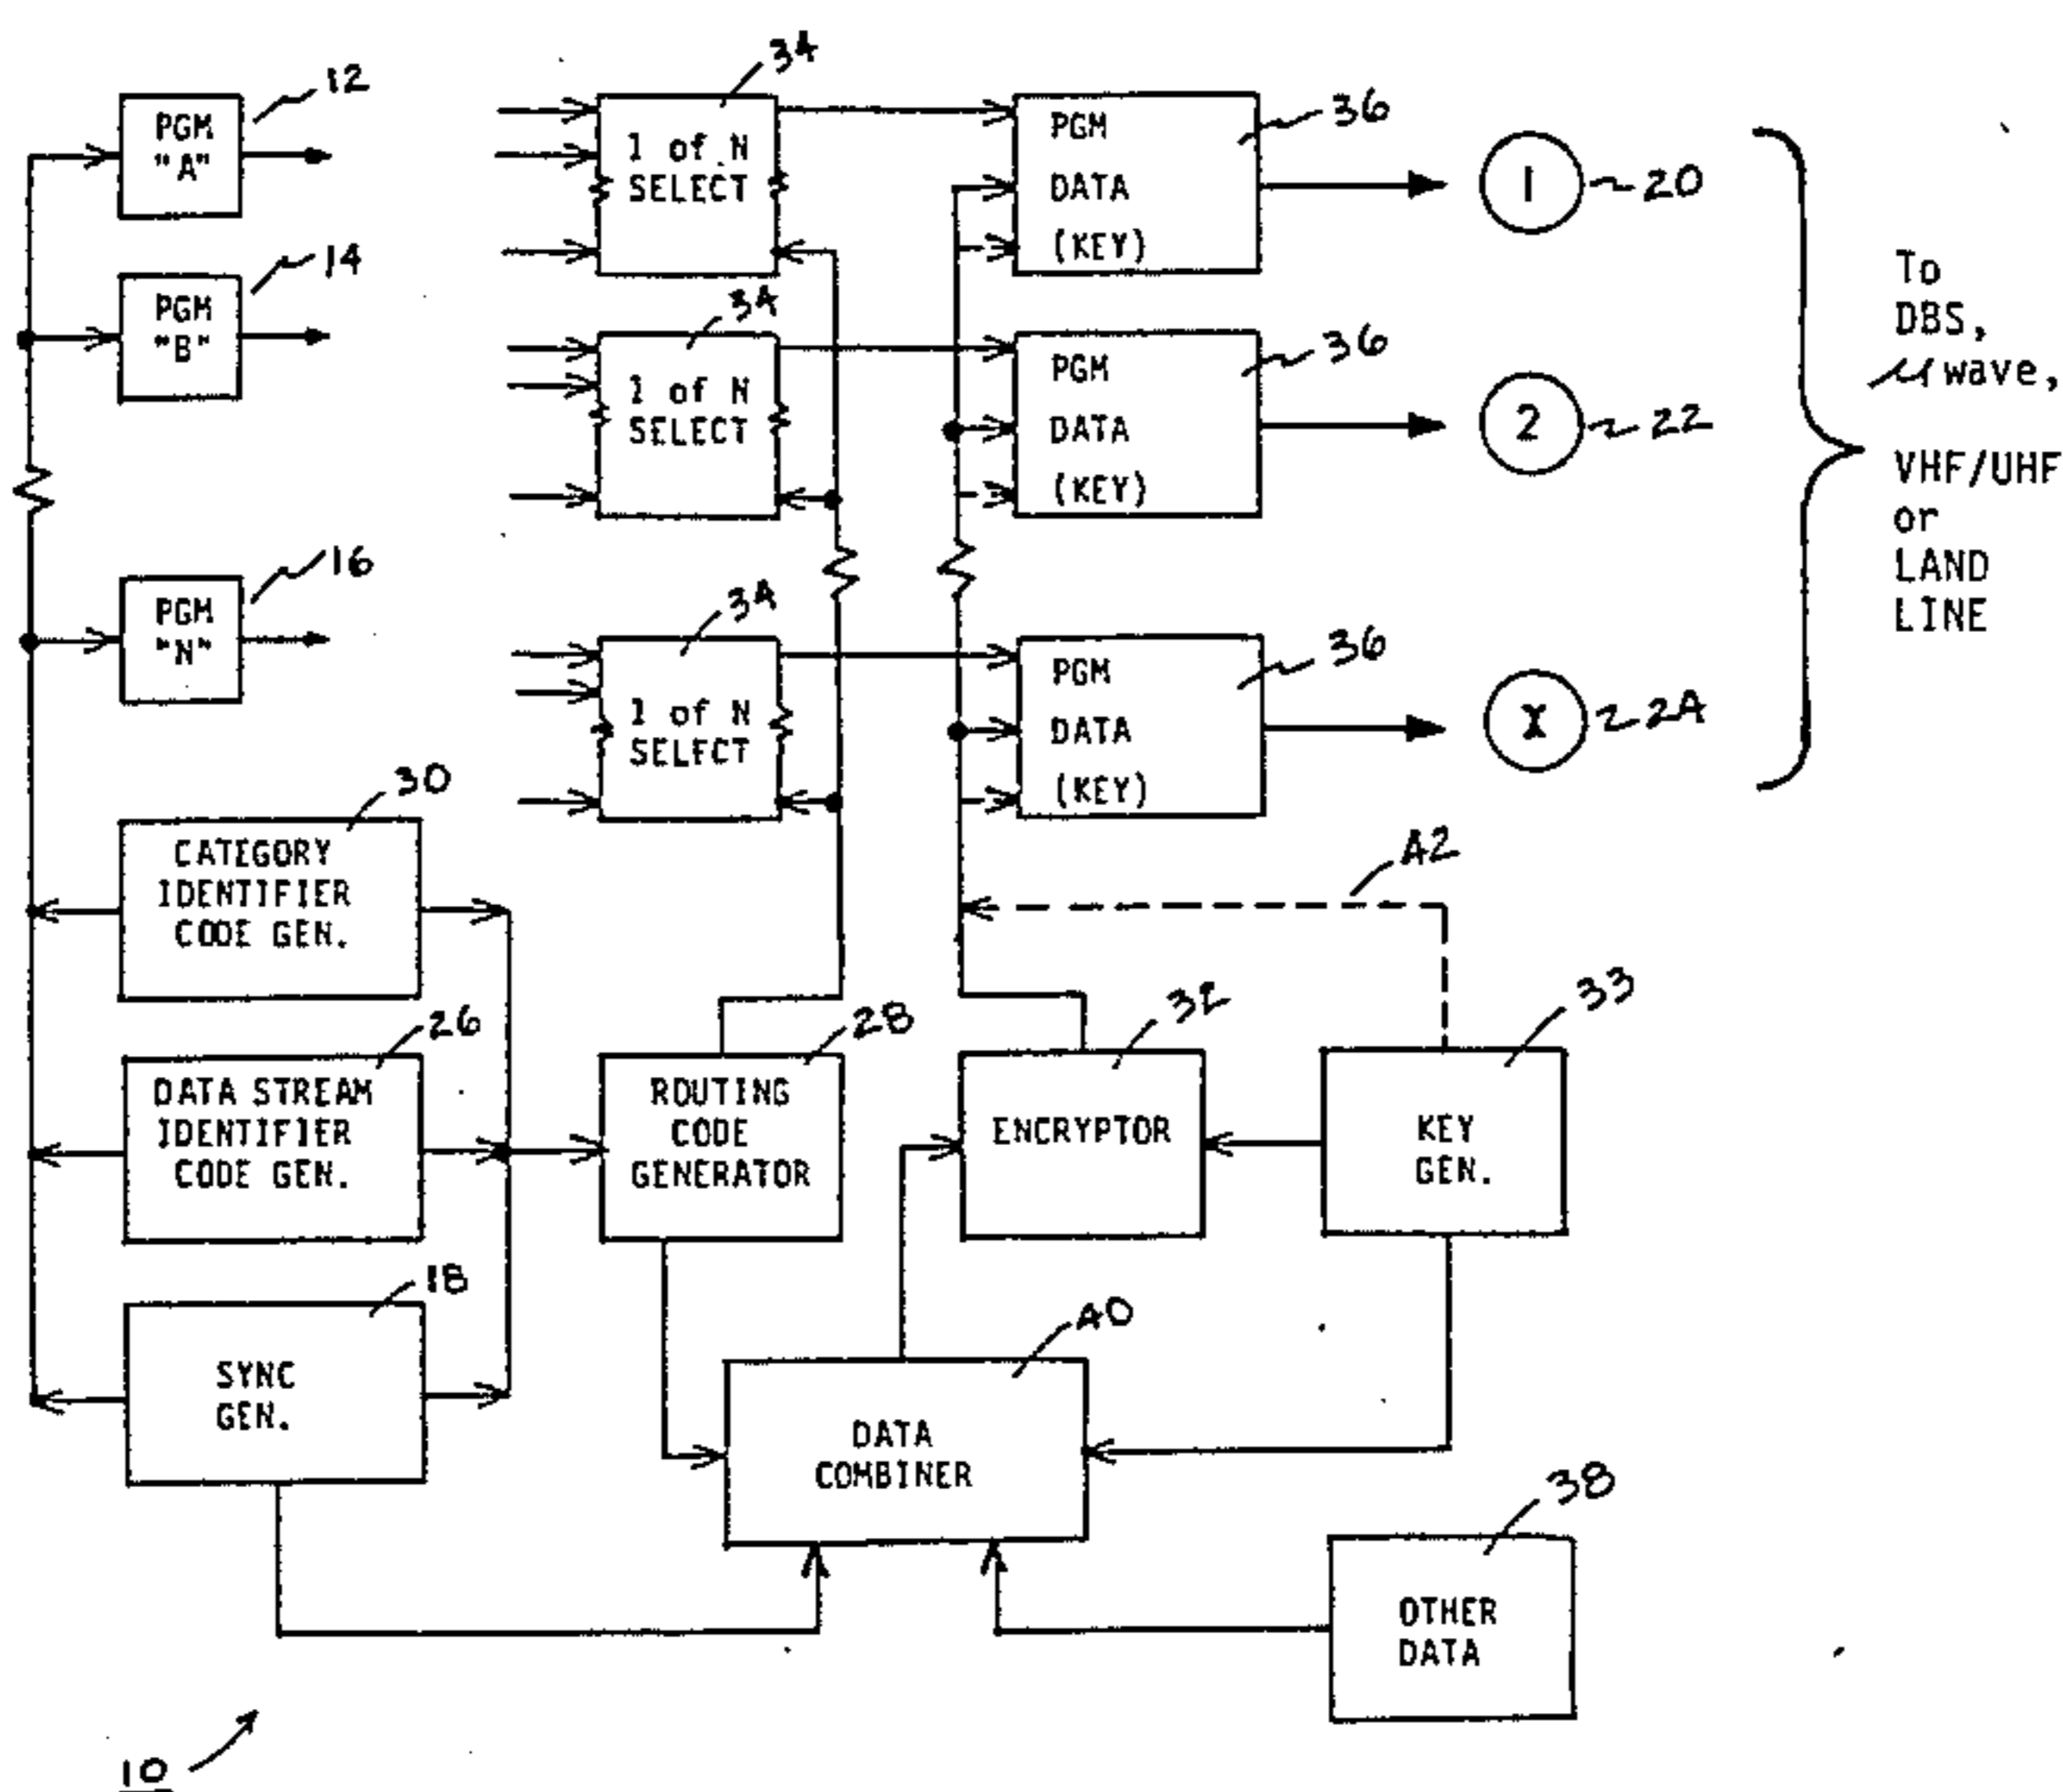 12
PGM
"A"
14
PGM
"B"
16
PGM
"N"
34
1 of N
SELECT
34
1 of N
SELECT
34
1 of N
SELECT
36
PGM
DATA
(KEY)
36
PGM
DATA
(KEY)
36
PGM
DATA
(KEY)
1
20
2
22
X
24
To
DBS,
μwave,
VHF/UHF
or
LAND
LINE
30
CATEGORY
IDENTIFIER
CODE GEN.
26
DATA STREAM
IDENTIFIER
CODE GEN.
18
SYNC
GEN.
28
ROUTING
CODE
GENERATOR
32
ENCRYPTOR
42
33
KEY
GEN.
40
DATA
COMBINER
38
OTHER
DATA
10